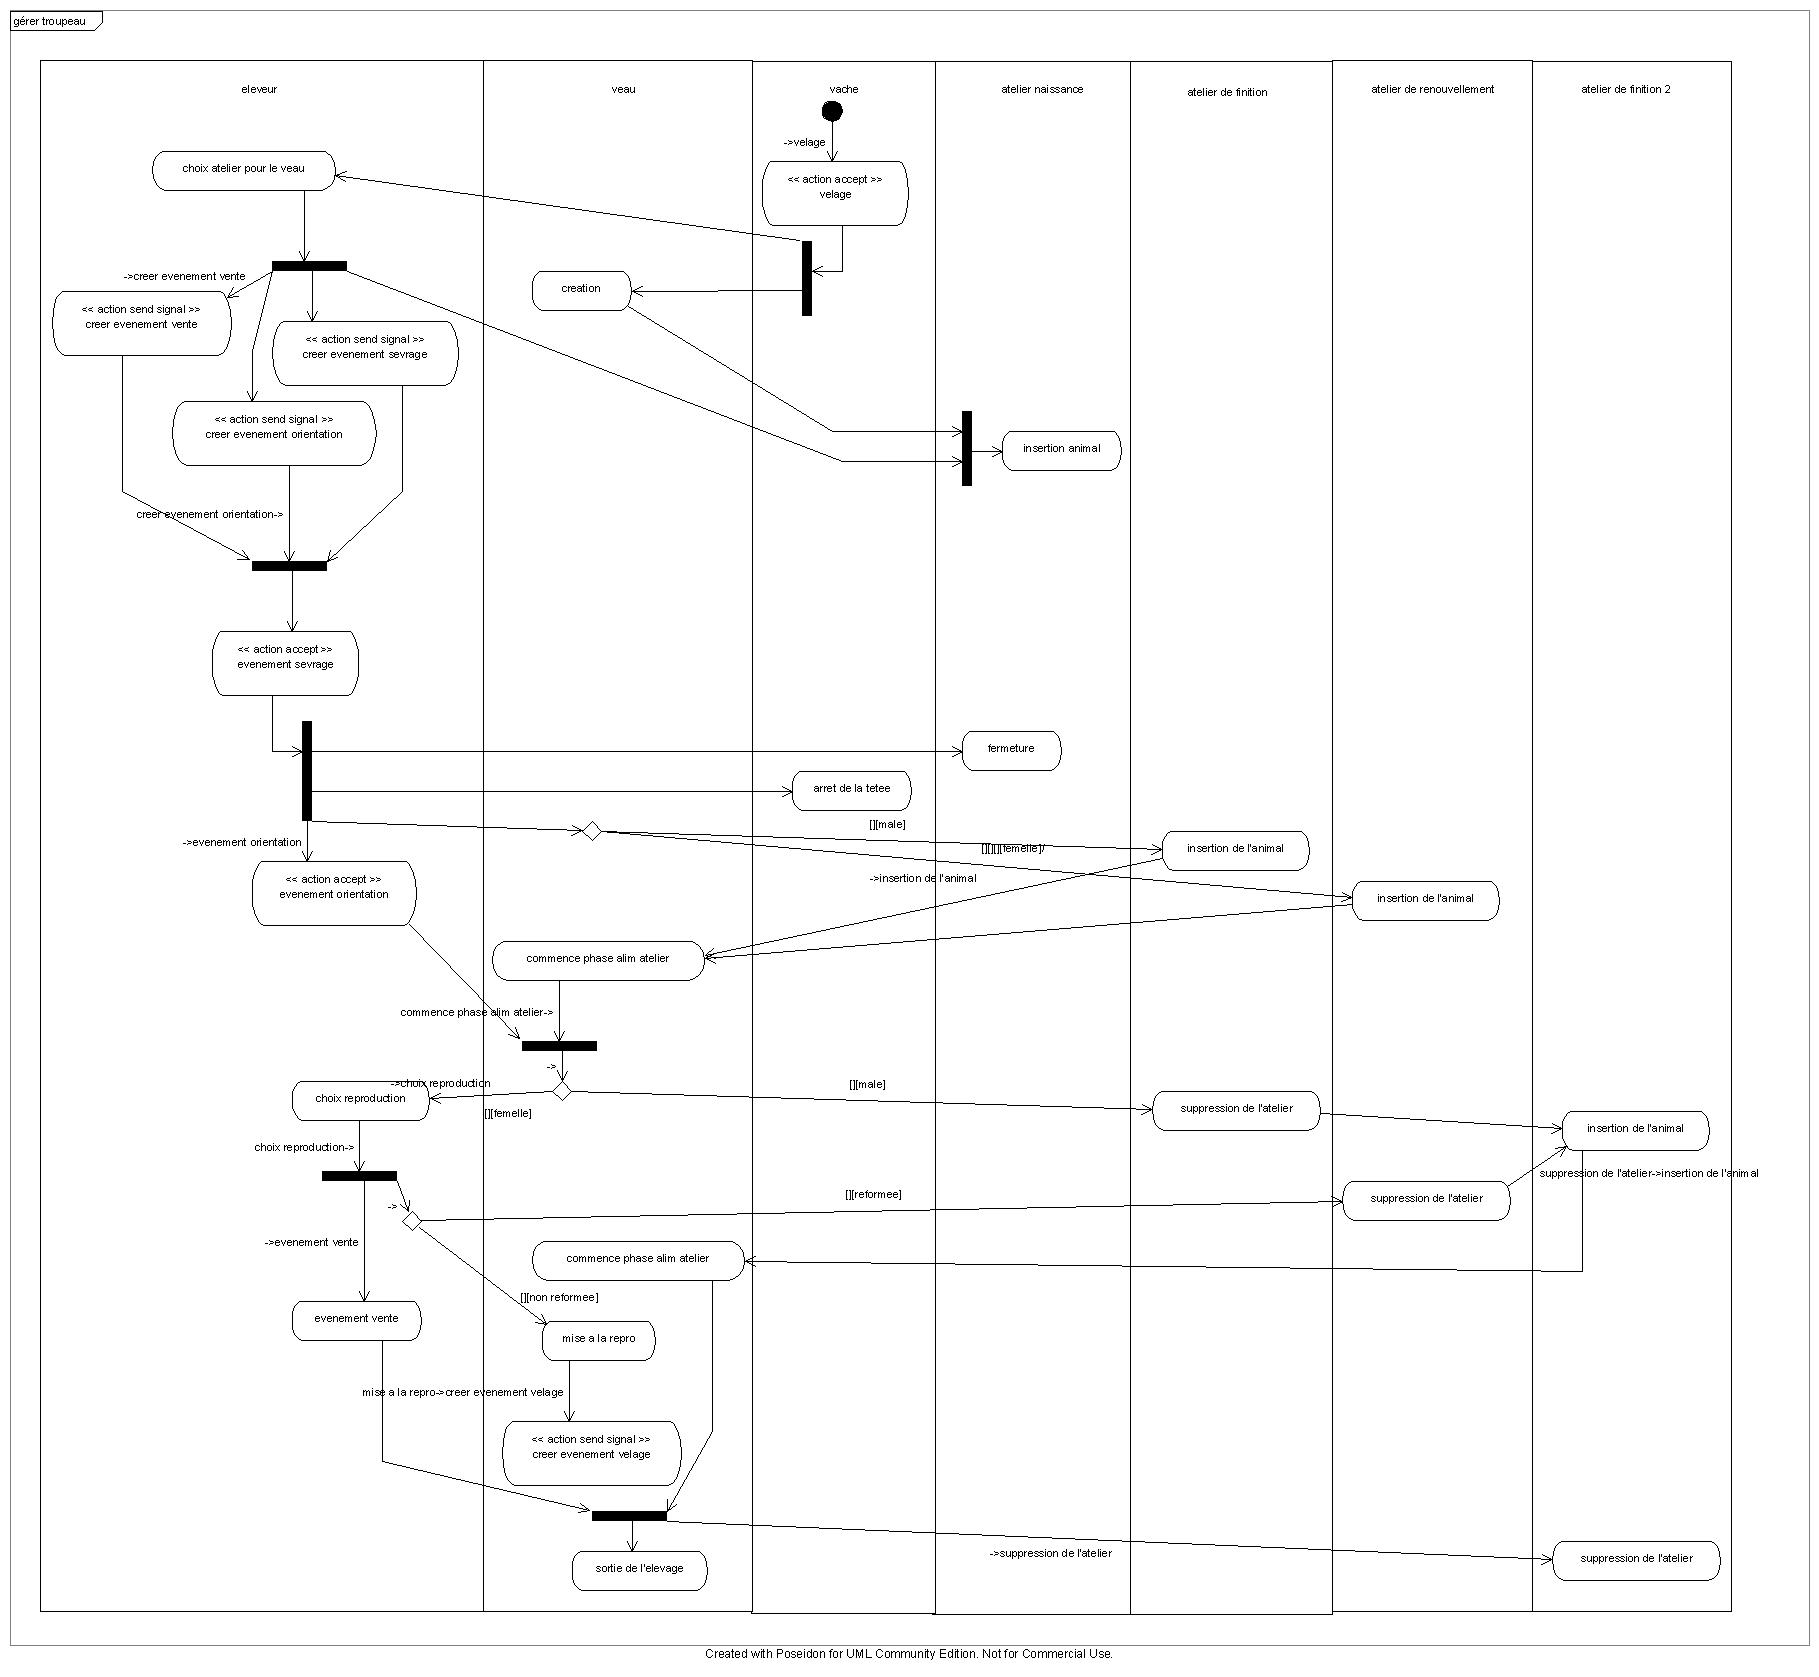 gérer troupeau
eleveur
veau
vache
atelier naissance
atelier de finition
atelier de renouvellement
atelier de finition 2
->velage
choix atelier pour le veau
<< action accept >>
velage
->creer evenement vente
creation
<< action send signal >>
creer evenement vente
<< action send signal >>
creer evenement sevrage
<< action send signal >>
creer evenement orientation
insertion animal
creer evenement orientation->
<< action accept >>
evenement sevrage
fermeture
arret de la tetee
[][male]
->evenement orientation
[][][][femelle]/
insertion de l'animal
->insertion de l'animal
<< action accept >>
evenement orientation
insertion de l'animal
commence phase alim atelier
commence phase alim atelier->
->
->choix reproduction
[][male]
choix reproduction
[][femelle]
suppression de l'atelier
insertion de l'animal
choix reproduction->
suppression de l'atelier->insertion de l'animal
[][reformee]
suppression de l'atelier
->
->evenement vente
commence phase alim atelier
[][non reformee]
evenement vente
mise a la repro
mise a la repro->creer evenement velage
<< action send signal >>
creer evenement velage
->suppression de l'atelier
suppression de l'atelier
sortie de l'elevage
Created with Poseidon for UML Community Edition. Not for Commercial Use.